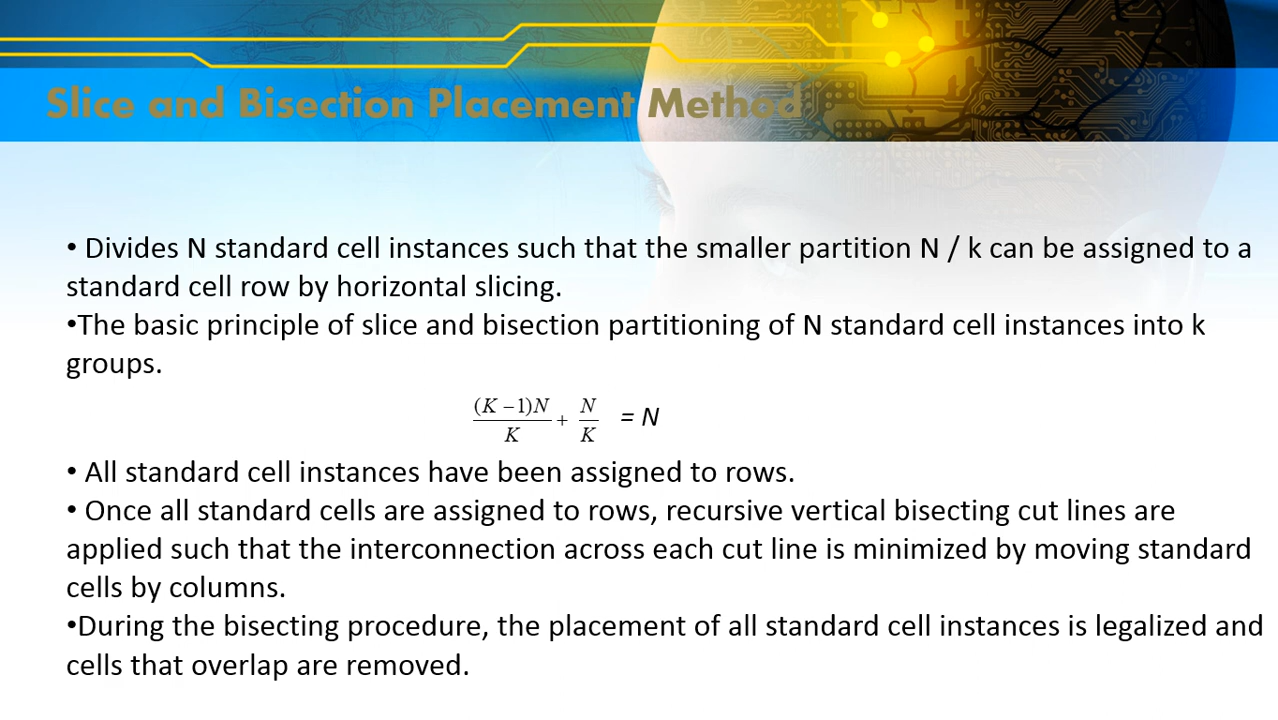 Slice and Bisection Placement Method
• Divides N standard cell instances such that the smaller partition N / k can be assigned to a
standard cell row by horizontal slicing.
•The basic principle of slice and bisection partitioning of N standard cell instances into k
groups.
(K – 1)N / K + N / K = N
• All standard cell instances have been assigned to rows.
• Once all standard cells are assigned to rows, recursive vertical bisecting cut lines are
applied such that the interconnection across each cut line is minimized by moving standard
cells by columns.
•During the bisecting procedure, the placement of all standard cell instances is legalized and
cells that overlap are removed.